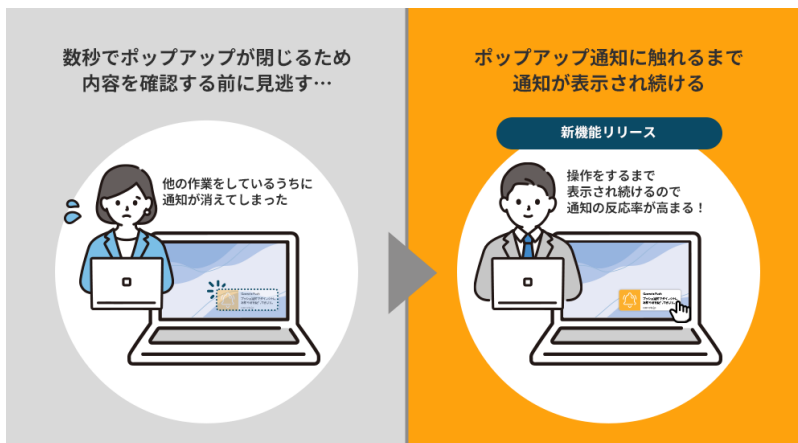 数秒でポップアップが閉じるため
内容を確認する前に見逃す…
他の作業をしているうちに
通知が消えてしまった
ポップアップ通知に触れるまで
通知が表示され続ける
新機能リリース
操作をするまで
表示され続けるので
通知の反応率が高まる！